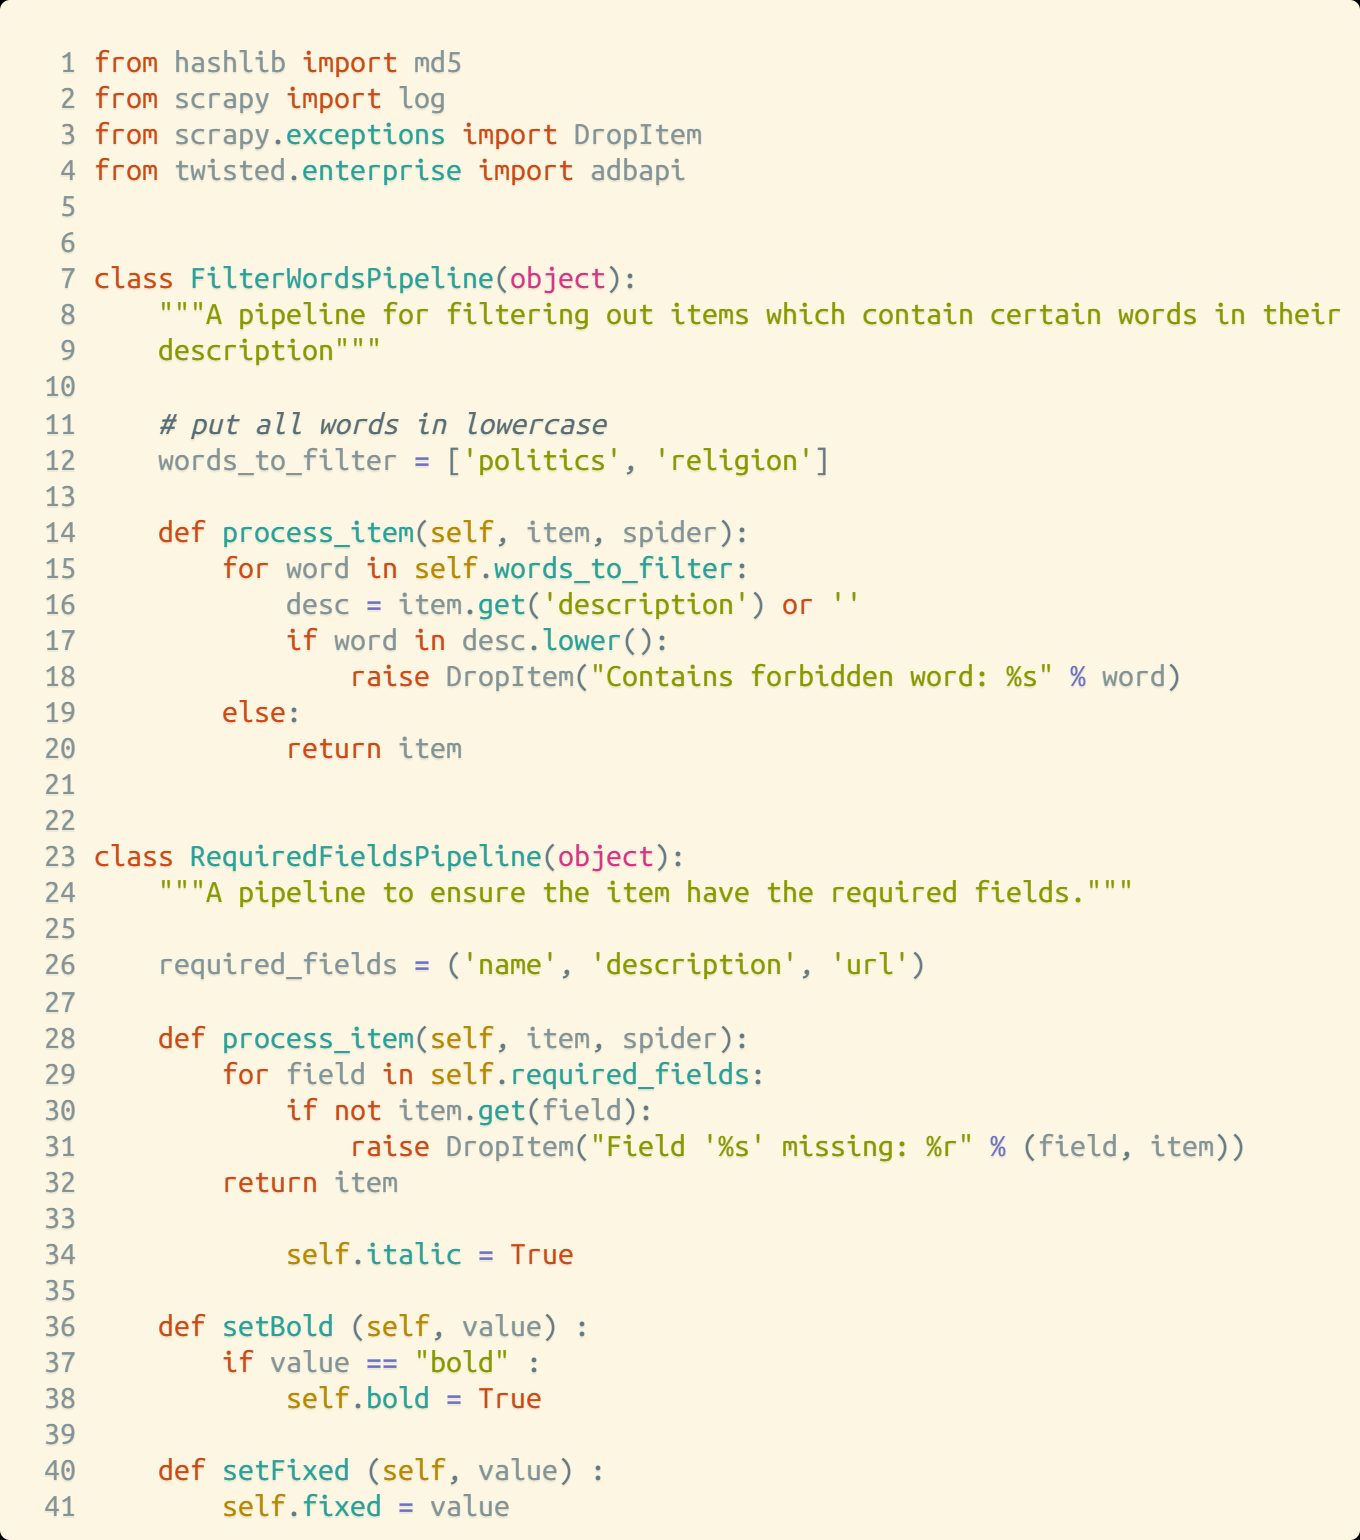 1 from hashlib import md5
2 from scrapy import log
3 from scrapy.exceptions import DropItem
4 from twisted.enterprise import adbapi
5
6
7 class FilterWordsPipeline(object):
8     """A pipeline for filtering out items which contain certain words in their
9     description"""
10
11     # put all words in lowercase
12     words_to_filter = ['politics', 'religion']
13
14     def process_item(self, item, spider):
15         for word in self.words_to_filter:
16             desc = item.get('description') or ''
17             if word in desc.lower():
18                 raise DropItem("Contains forbidden word: %s" % word)
19         else:
20             return item
21
22
23 class RequiredFieldsPipeline(object):
24     """A pipeline to ensure the item have the required fields."""
25
26     required_fields = ('name', 'description', 'url')
27
28     def process_item(self, item, spider):
29         for field in self.required_fields:
30             if not item.get(field):
31                 raise DropItem("Field '%s' missing: %r" % (field, item))
32         return item
33
34             self.italic = True
35
36     def setBold (self, value) :
37         if value == "bold" :
38             self.bold = True
39
40     def setFixed (self, value) :
41         self.fixed = value